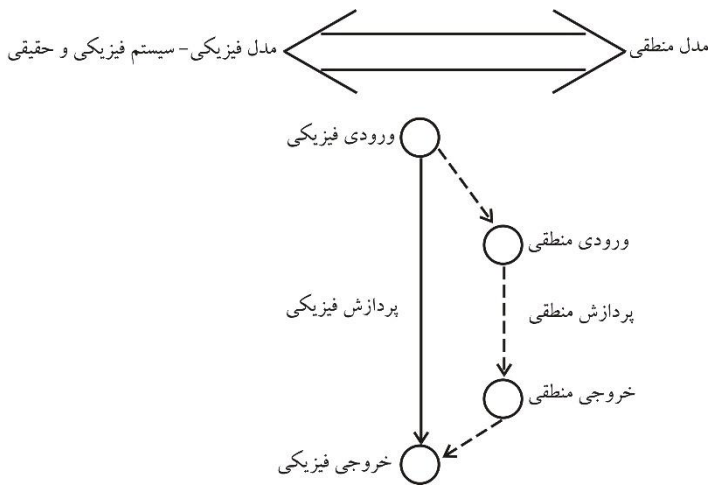 مدل منطقی
مدل فیزیکی- سیستم فیزیکی و حقیقی
ورودی فیزیکی
ورودی منطقی
پردازش فیزیکی
پردازش منطقی
خروجی منطقی
خروجی فیزیکی